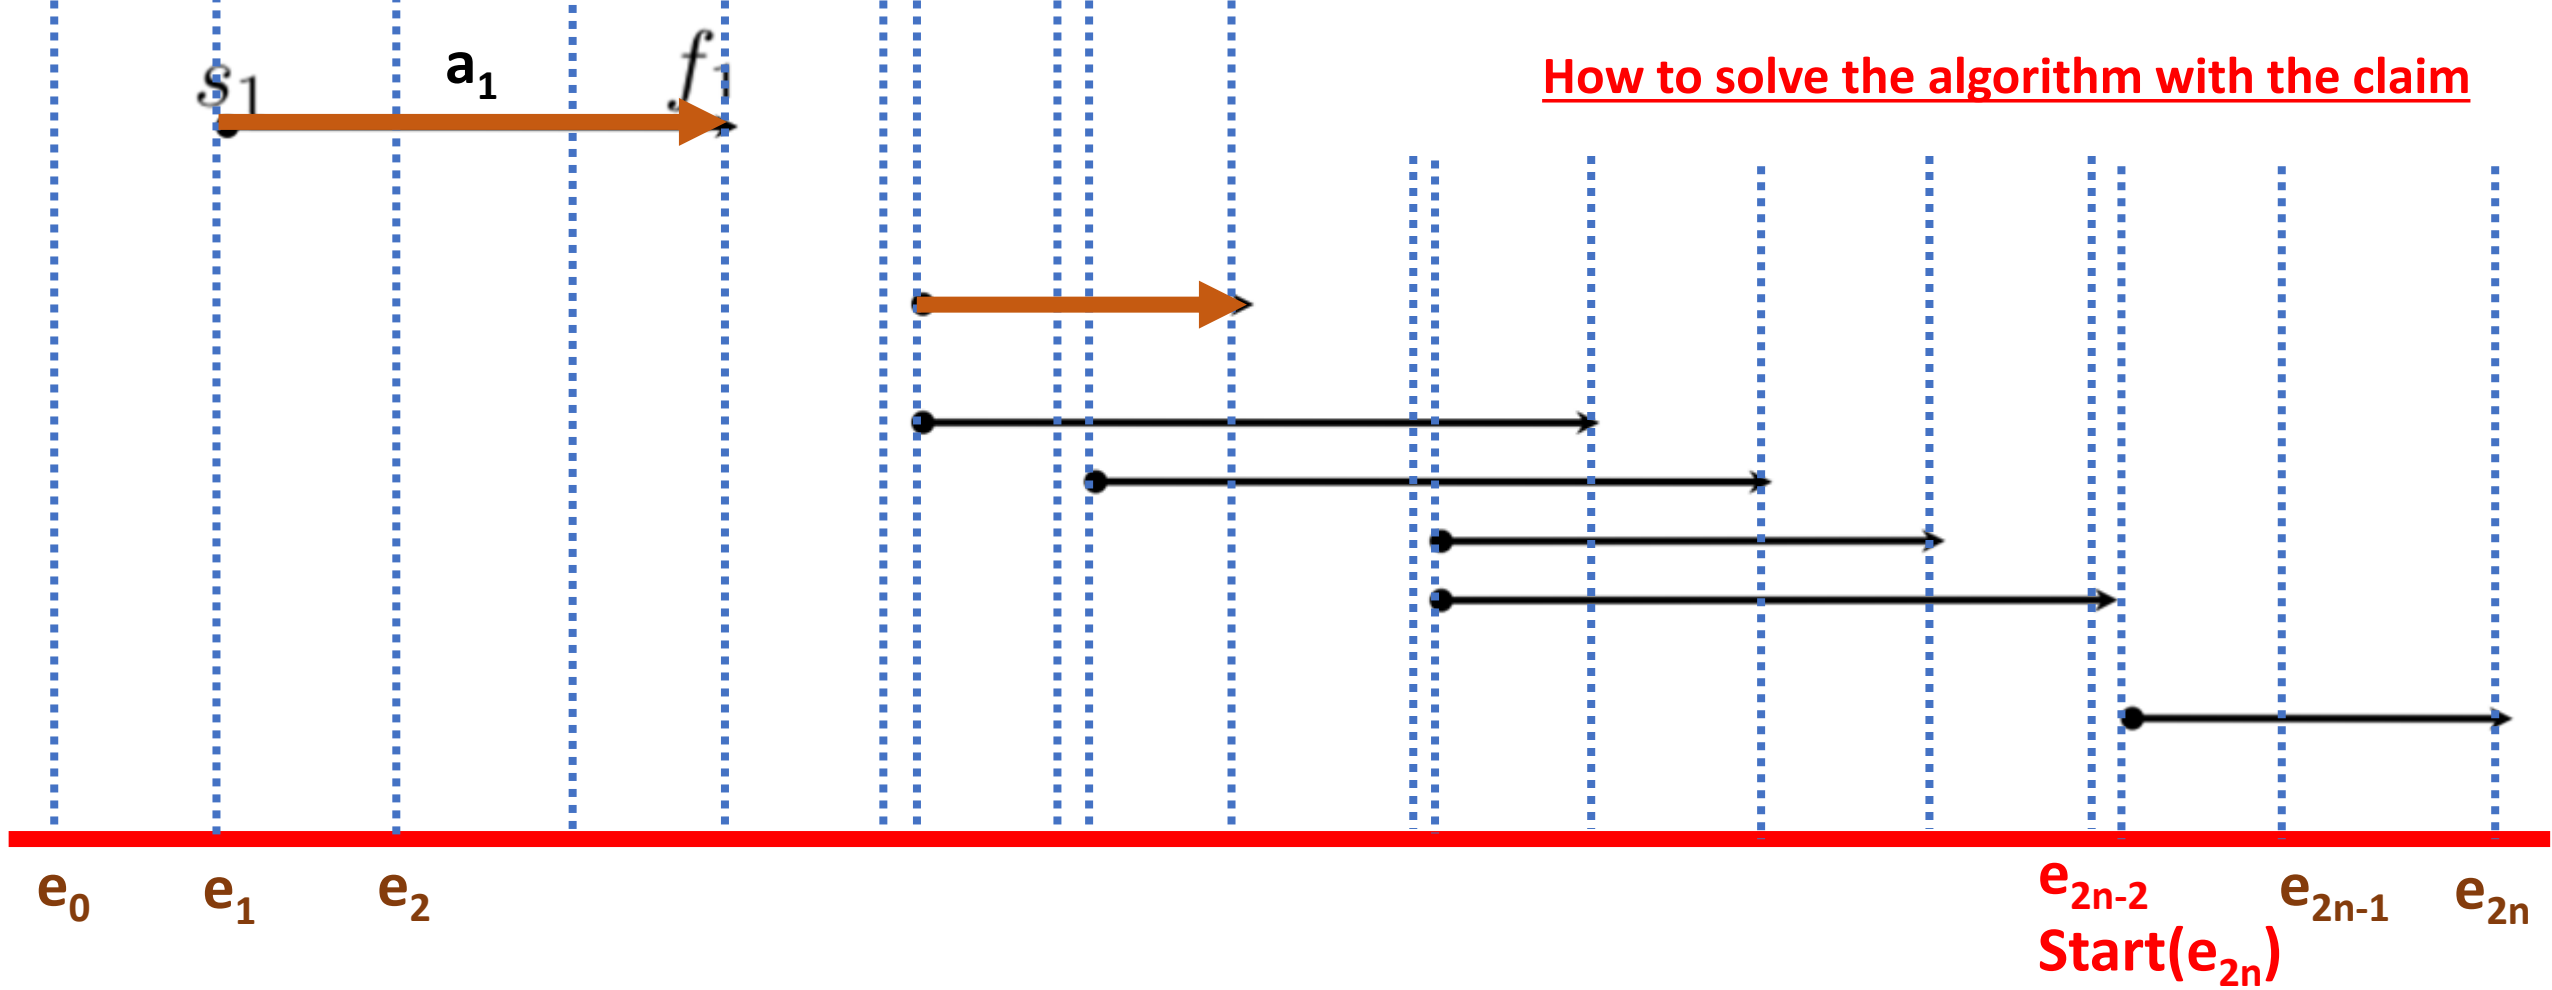 How to solve the algorithm with the claim
s₁ a₁ f₁
e₀ e₁ e₂ e₂ₙ₋₂ e₂ₙ₋₁ e₂ₙ
Start(e₂ₙ)